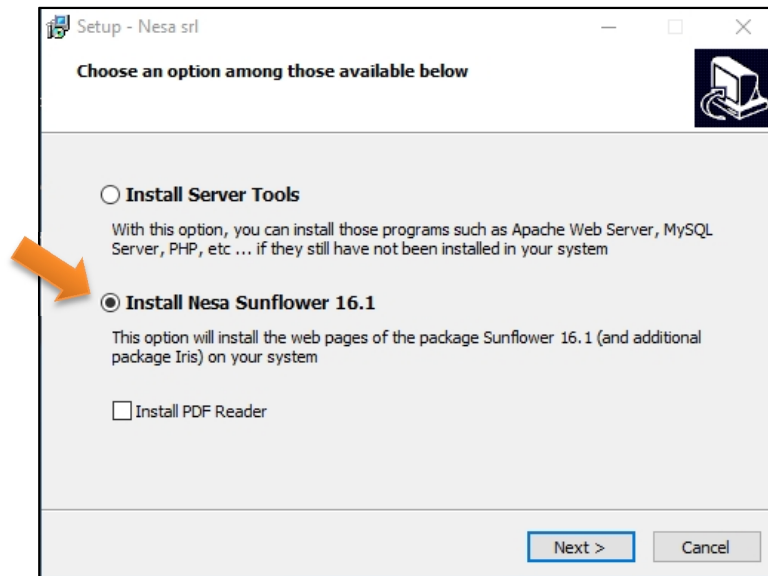 Setup - Nesa srl
Choose an option among those available below
Install Server Tools
With this option, you can install those programs such as Apache Web Server, MySQL
Server, PHP, etc ... if they still have not been installed in your system
Install Nesa Sunflower 16.1
This option will install the web pages of the package Sunflower 16.1 (and additional
package Iris) on your system
Install PDF Reader
Next > Cancel